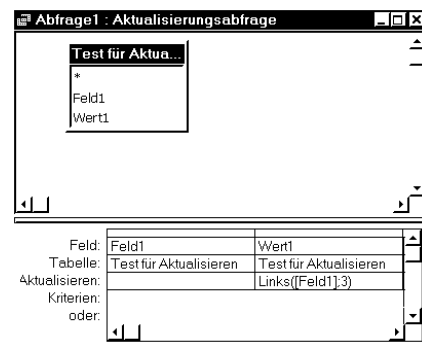 Abfrage1 : Aktualisierungsabfrage
Test für Aktua...
*
Feld1
Wert1
Feld: Feld1 Wert1
Tabelle: Test für Aktualisieren Test für Aktualisieren
Aktualisieren: Links([Feld1];3)
Kriterien:
oder: